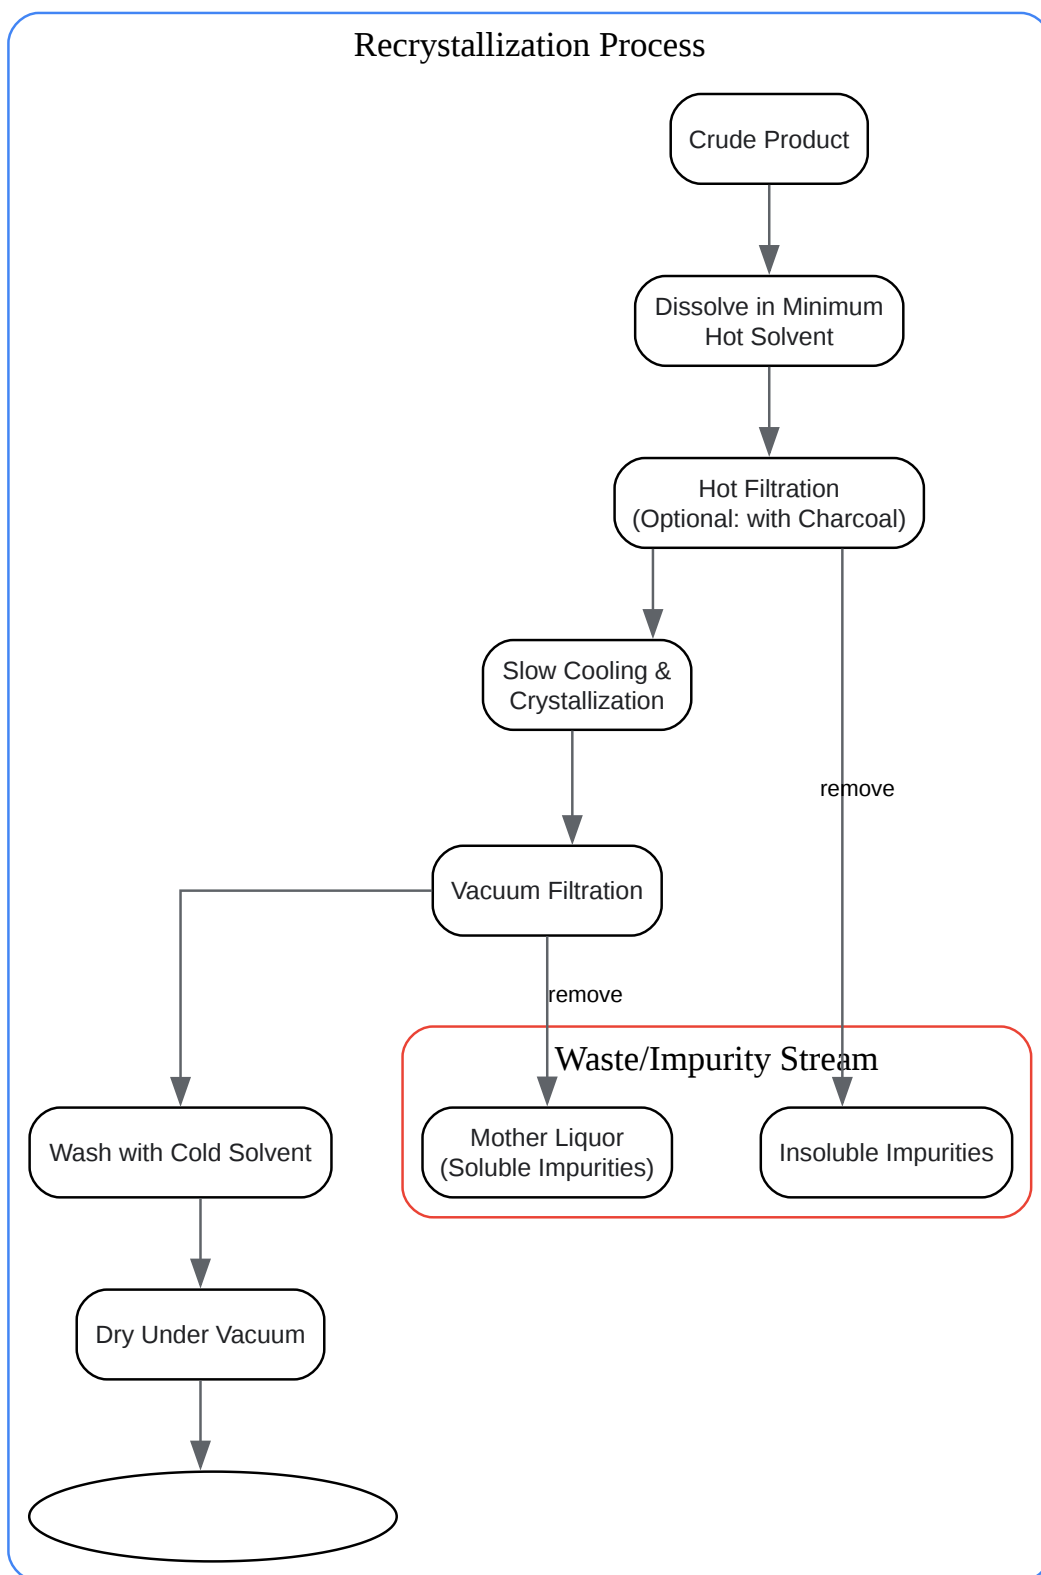 Recrystallization Process
Crude Product
Dissolve in Minimum
Hot Solvent
Hot Filtration
(Optional: with Charcoal)
Slow Cooling &
Crystallization
remove
Vacuum Filtration
remove
Waste/Impurity Stream
Wash with Cold Solvent
Mother Liquor
(Soluble Impurities)
Insoluble Impurities
Dry Under Vacuum